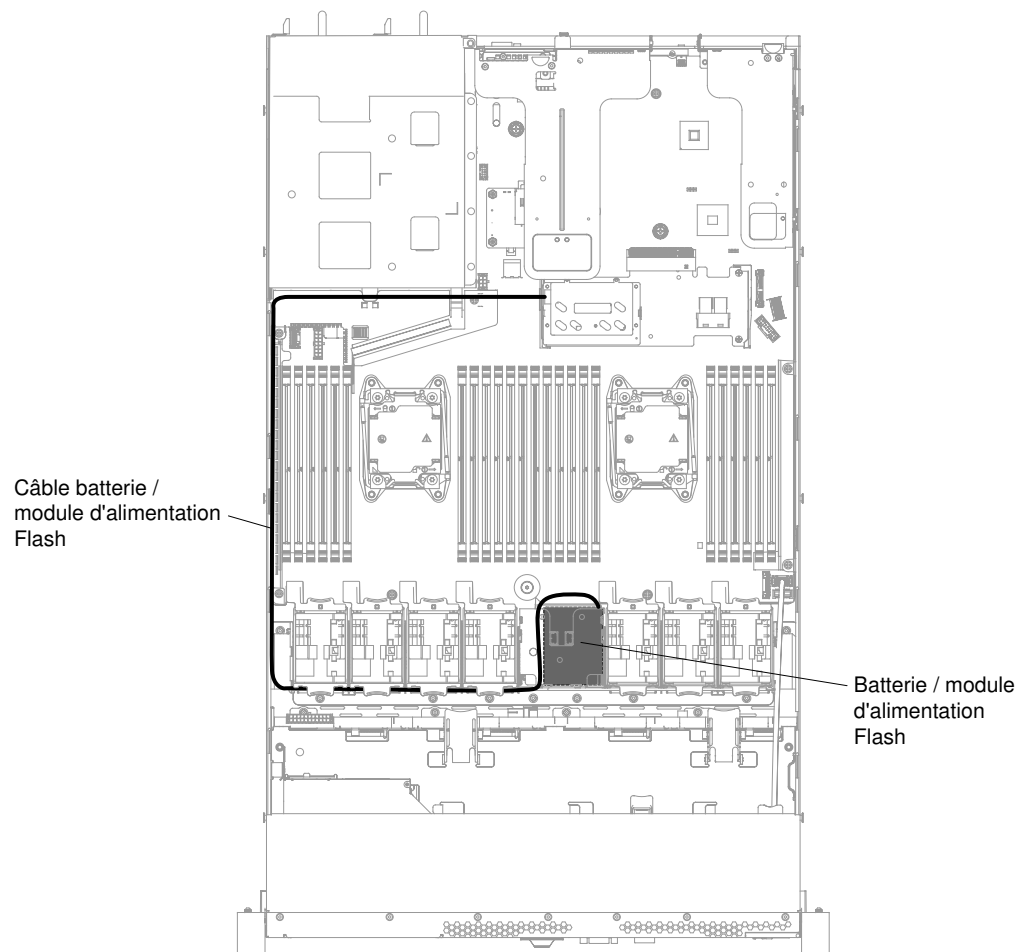 Câble batterie /
module d'alimentation
Flash
Batterie / module
d'alimentation
Flash